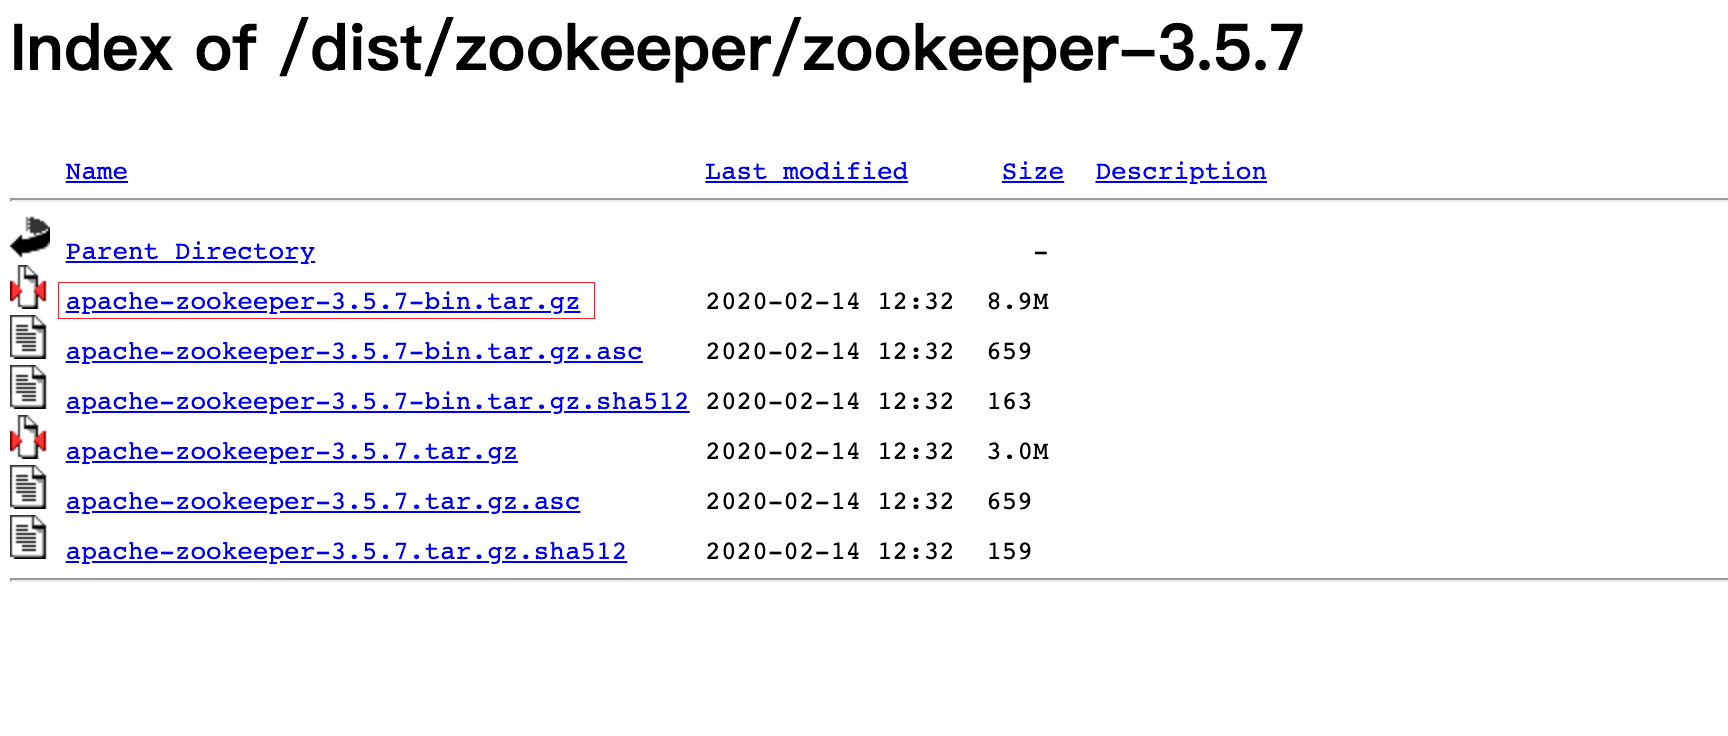 Index of /dist/zookeeper/zookeeper-3.5.7
Name Last modified Size Description
Parent Directory -
apache-zookeeper-3.5.7-bin.tar.gz 2020-02-14 12:32 8.9M
apache-zookeeper-3.5.7-bin.tar.gz.asc 2020-02-14 12:32 659
apache-zookeeper-3.5.7-bin.tar.gz.sha512 2020-02-14 12:32 163
apache-zookeeper-3.5.7.tar.gz 2020-02-14 12:32 3.0M
apache-zookeeper-3.5.7.tar.gz.asc 2020-02-14 12:32 659
apache-zookeeper-3.5.7.tar.gz.sha512 2020-02-14 12:32 159